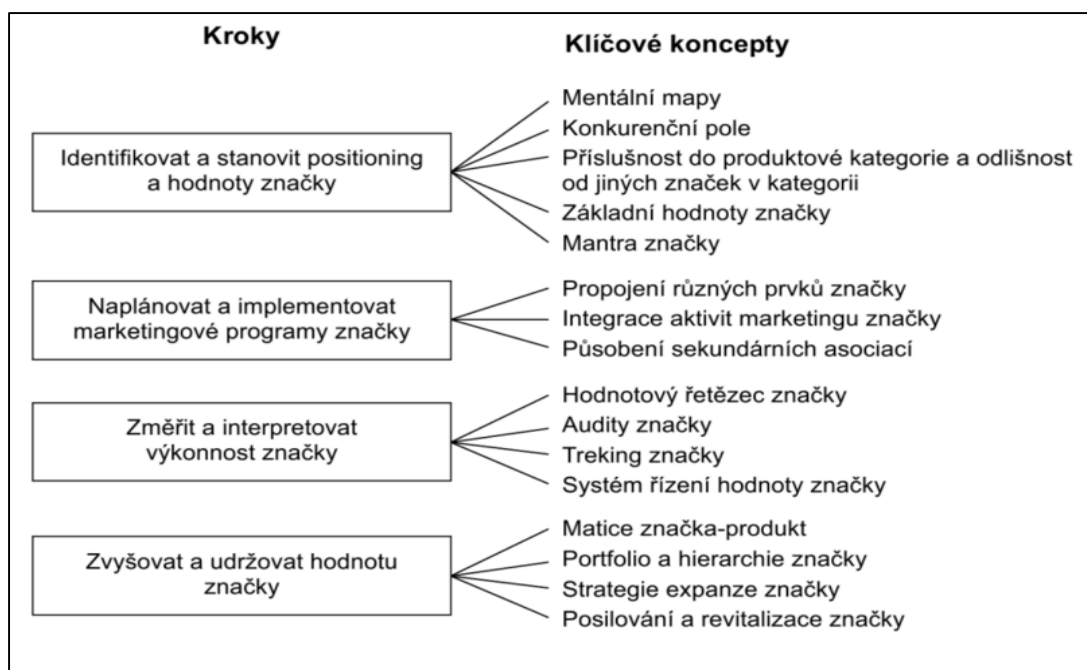 Kroky
Klíčové koncepty
Identifikovat a stanovit positioning
a hodnoty značky
Mentální mapy
Konkurenční pole
Příslušnost do produktové kategorie a odlišnost
od jiných značek v kategorii
Základní hodnoty značky
Mantra značky
Naplánovat a implementovat
marketingové programy značky
Propojení různých prvků značky
Integrace aktivit marketingu značky
Působení sekundárních asociací
Změřit a interpretovat
výkonnost značky
Hodnotový řetězec značky
Audity značky
Treking značky
Systém řízení hodnoty značky
Zvyšovat a udržovat hodnotu
značky
Matice značka-produkt
Portfolio a hierarchie značky
Strategie expanze značky
Posilování a revitalizace značky